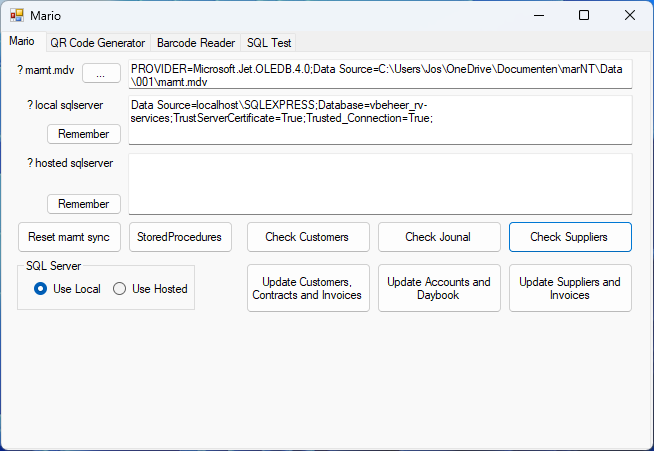 Mario
Mario
QR Code Generator
Barcode Reader
SQL Test
? marnt.mdv
...
PROVIDER=Microsoft.Jet.OLEDB.4.0;Data Source=C:\Users\Jos\OneDrive\Documenten\marNT\Data
\001\marnt.mdv
? local sqlserver
Data Source=localhost\SQLEXPRESS;Database=vbeheer_rv-
services;TrustServerCertificate=True;Trusted_Connection=True;
Remember
? hosted sqlserver
Remember
Reset marnt sync
StoredProcedures
Check Customers
Check Jounal
Check Suppliers
SQL Server
Use Local
Use Hosted
Update Customers,
Contracts and Invoices
Update Accounts and
Daybook
Update Suppliers and
Invoices